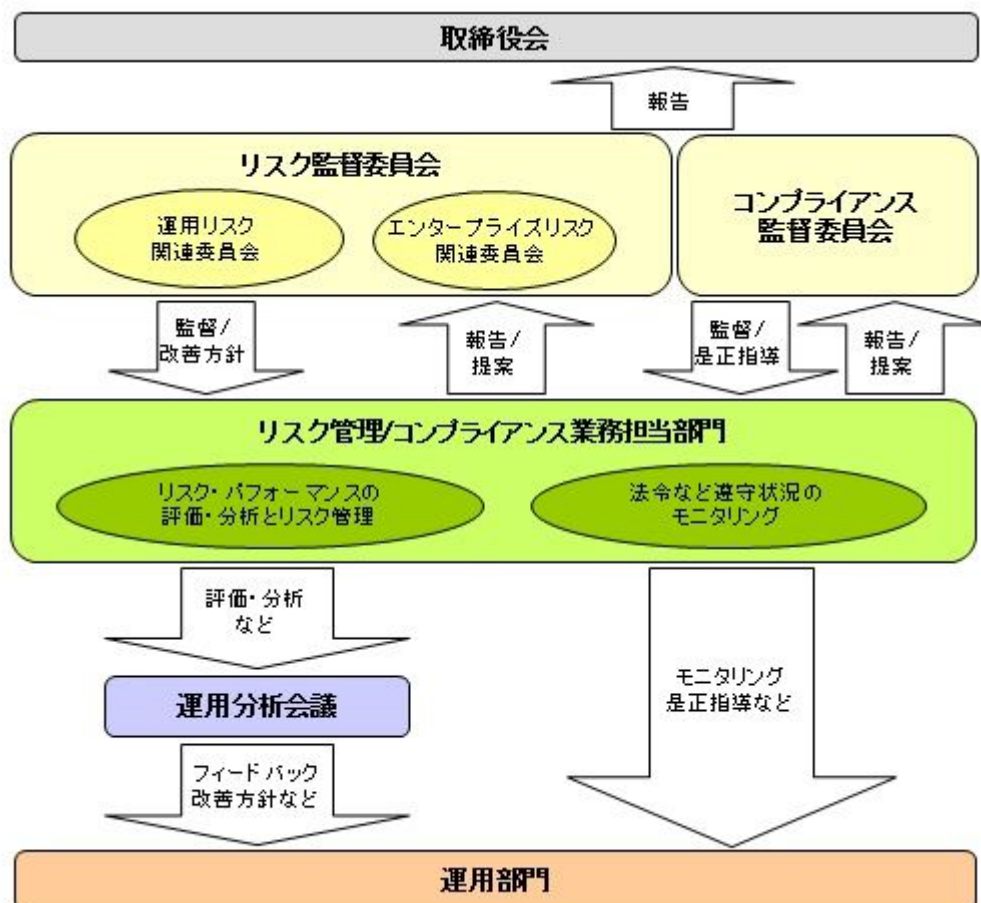 取締役会
報告
リスク監督委員会
運用リスク
関連委員会
エンタープライズリスク
関連委員会
コンプライアンス
監督委員会
監督/
改善方針
報告/
提案
監督/
是正指導
報告/
提案
リスク管理/コンプライアンス業務担当部門
リスク・パフォーマンスの
評価・分析とリスク管理
法令など遵守状況の
モニタリング
評価・分析
など
運用分析会議
モニタリング
是正指導など
フィードバック
改善方針など
運用部門